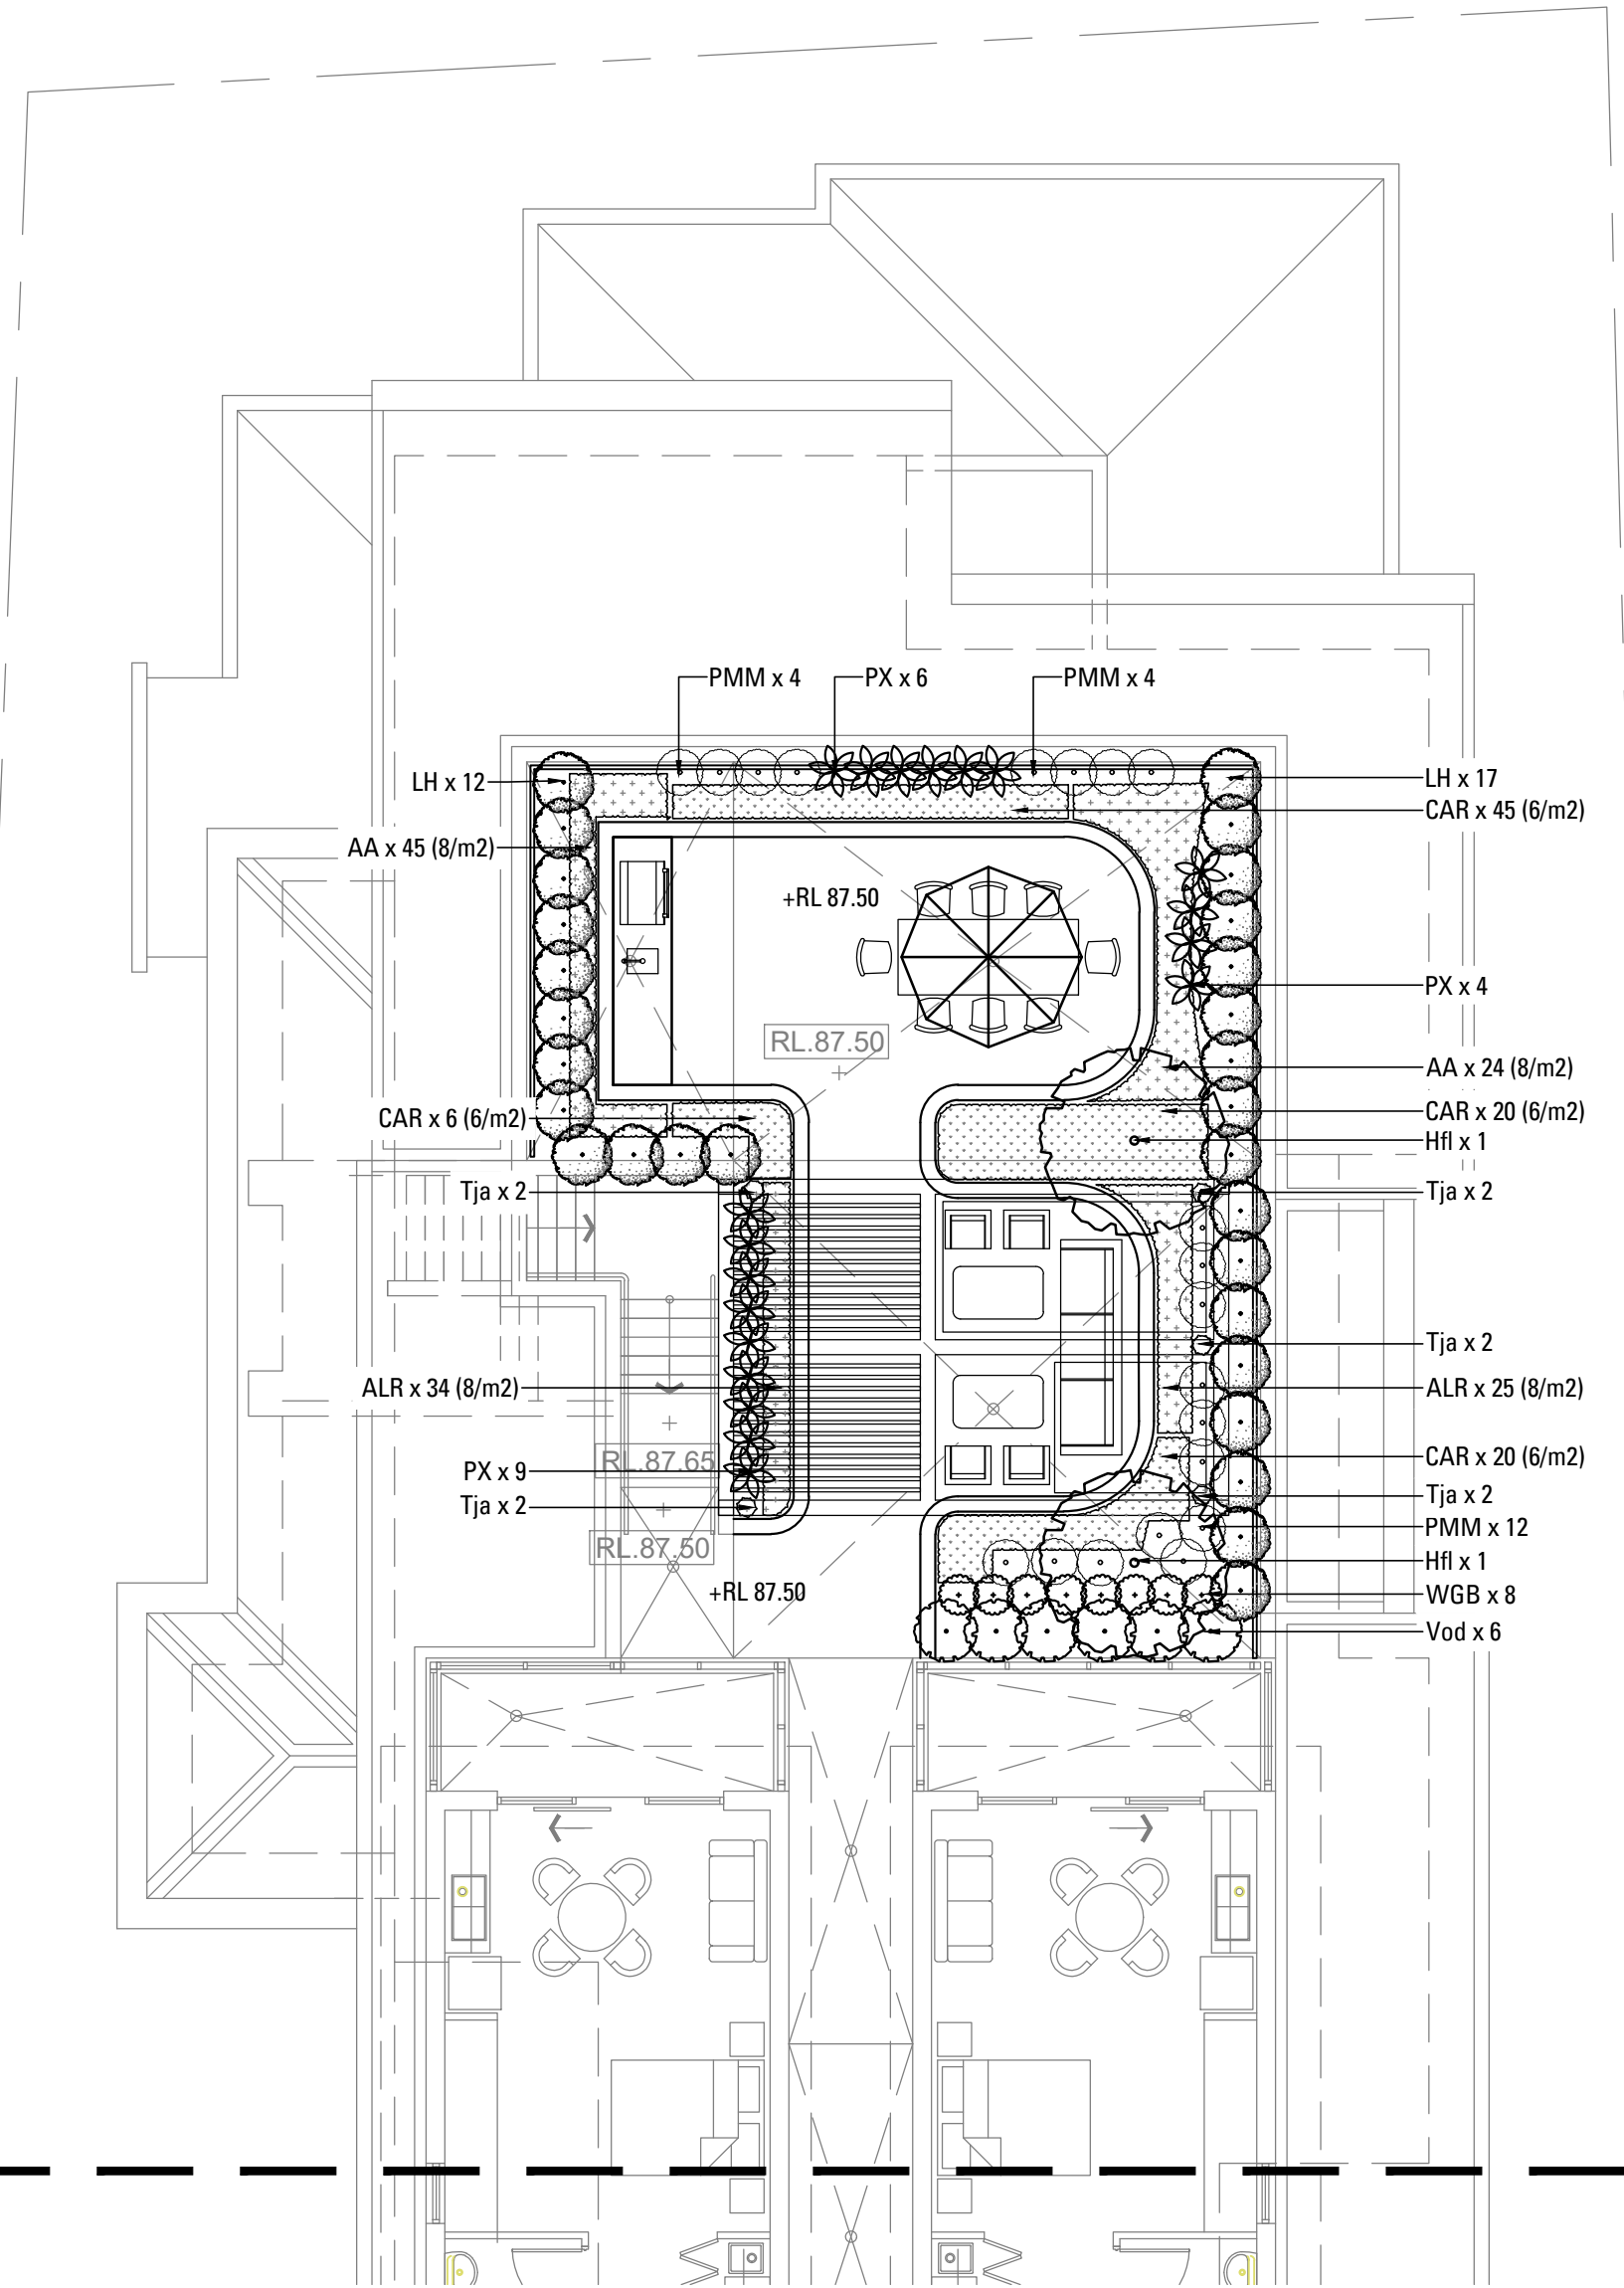 PMM x 4
PX x 6
PMM x 4
LH x 12
LH x 17
CAR x 45 (6/m2)
AA x 45 (8/m2)
+RL 87.50
PX x 4
RL.87.50
AA x 24 (8/m2)
CAR x 6 (6/m2)
CAR x 20 (6/m2)
Hfl x 1
Tja x 2
Tja x 2
Tja x 2
ALR x 34 (8/m2)
ALR x 25 (8/m2)
RL.87.65
CAR x 20 (6/m2)
PX x 9
Tja x 2
Tja x 2
PMM x 12
RL.87.50
Hfl x 1
+RL 87.50
WGB x 8
Vod x 6